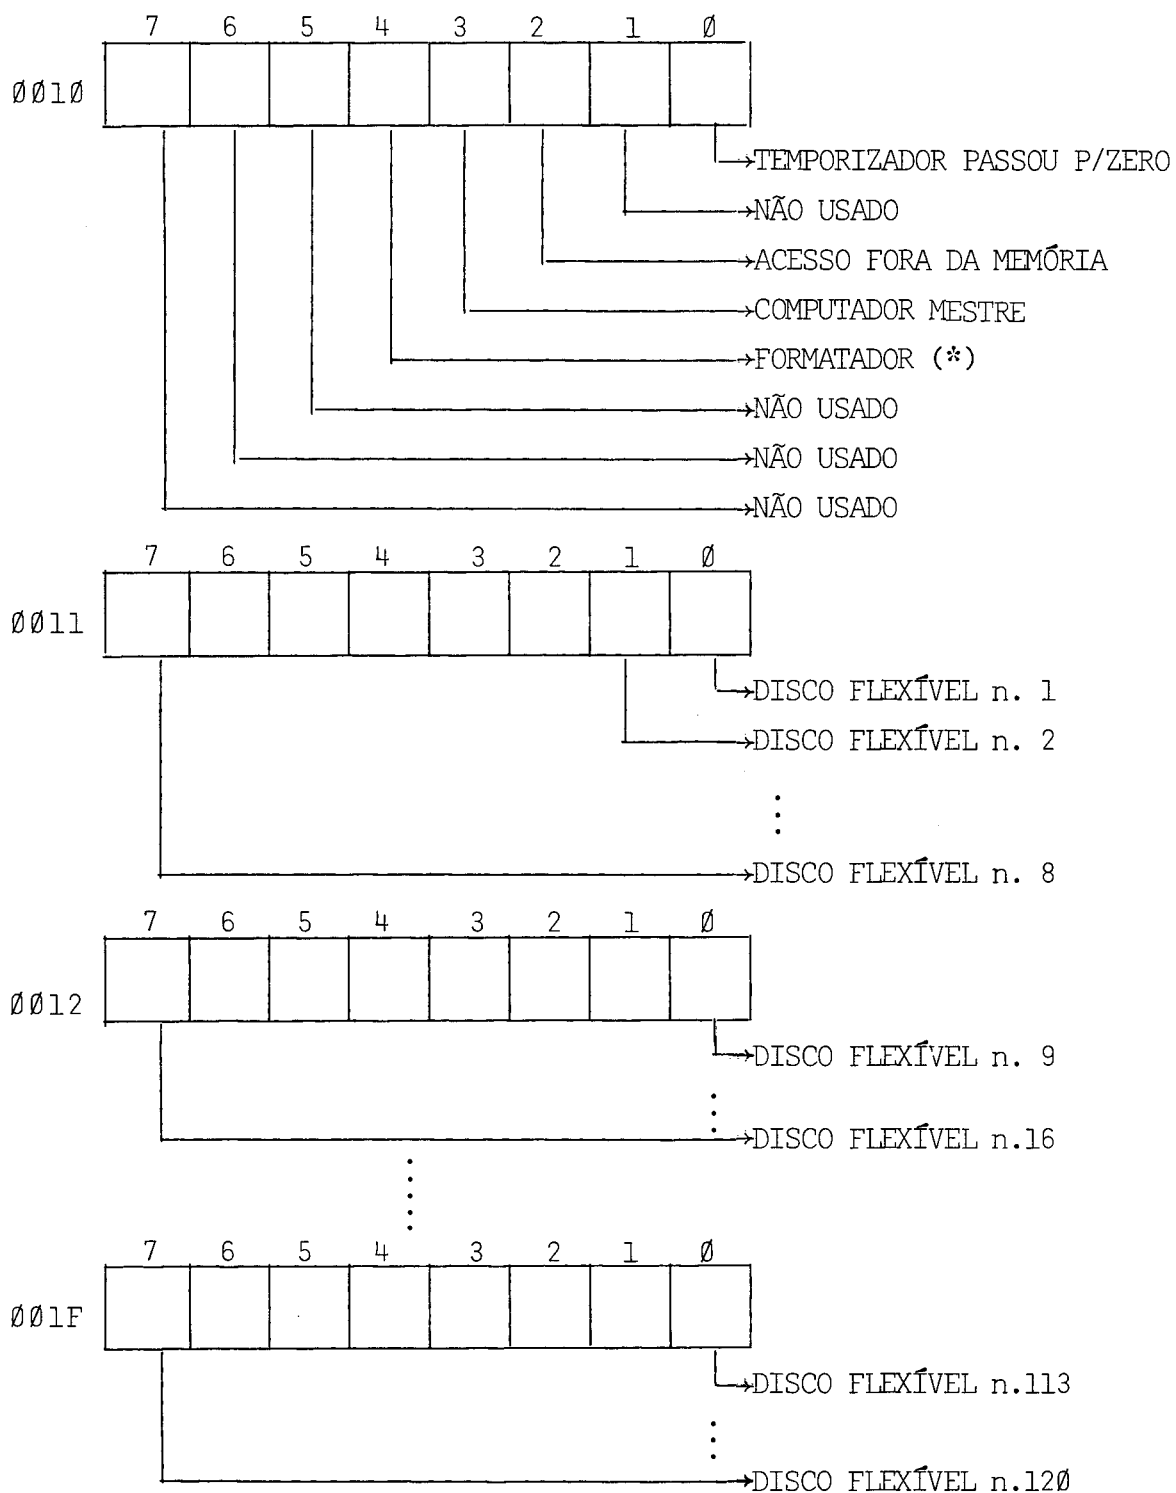 7 6 5 4 3 2 1 Ø
ØØ1Ø
TEMPORIZADOR PASSOU P/ZERO
NÃO USADO
ACESSO FORA DA MEMÓRIA
COMPUTADOR MESTRE
FORMATADOR (*)
NÃO USADO
NÃO USADO
NÃO USADO
7 6 5 4 3 2 1 Ø
ØØ11
DISCO FLEXÍVEL n. 1
DISCO FLEXÍVEL n. 2
DISCO FLEXÍVEL n. 8
7 6 5 4 3 2 1 Ø
ØØ12
DISCO FLEXÍVEL n. 9
DISCO FLEXÍVEL n.16
7 6 5 4 3 2 1 Ø
ØØ1F
DISCO FLEXÍVEL n.113
DISCO FLEXÍVEL n.12Ø